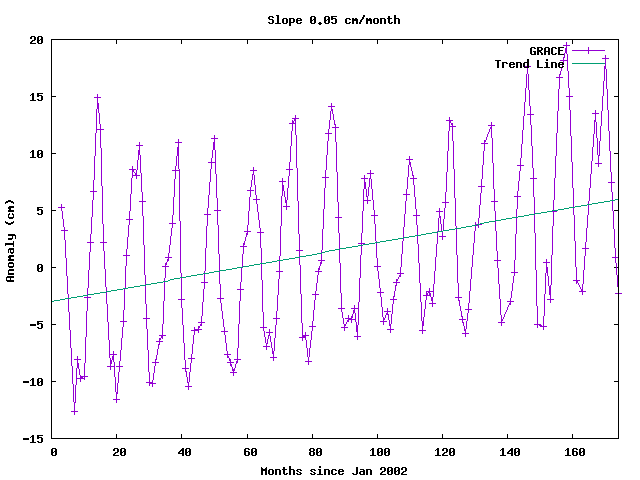 Slope 0.05 cm/month
GRACE
Trend Line
20
15
10
5
0
-5
-10
-15
Anomaly (cm)
0 20 40 60 80 100 120 140 160
Months since Jan 2002